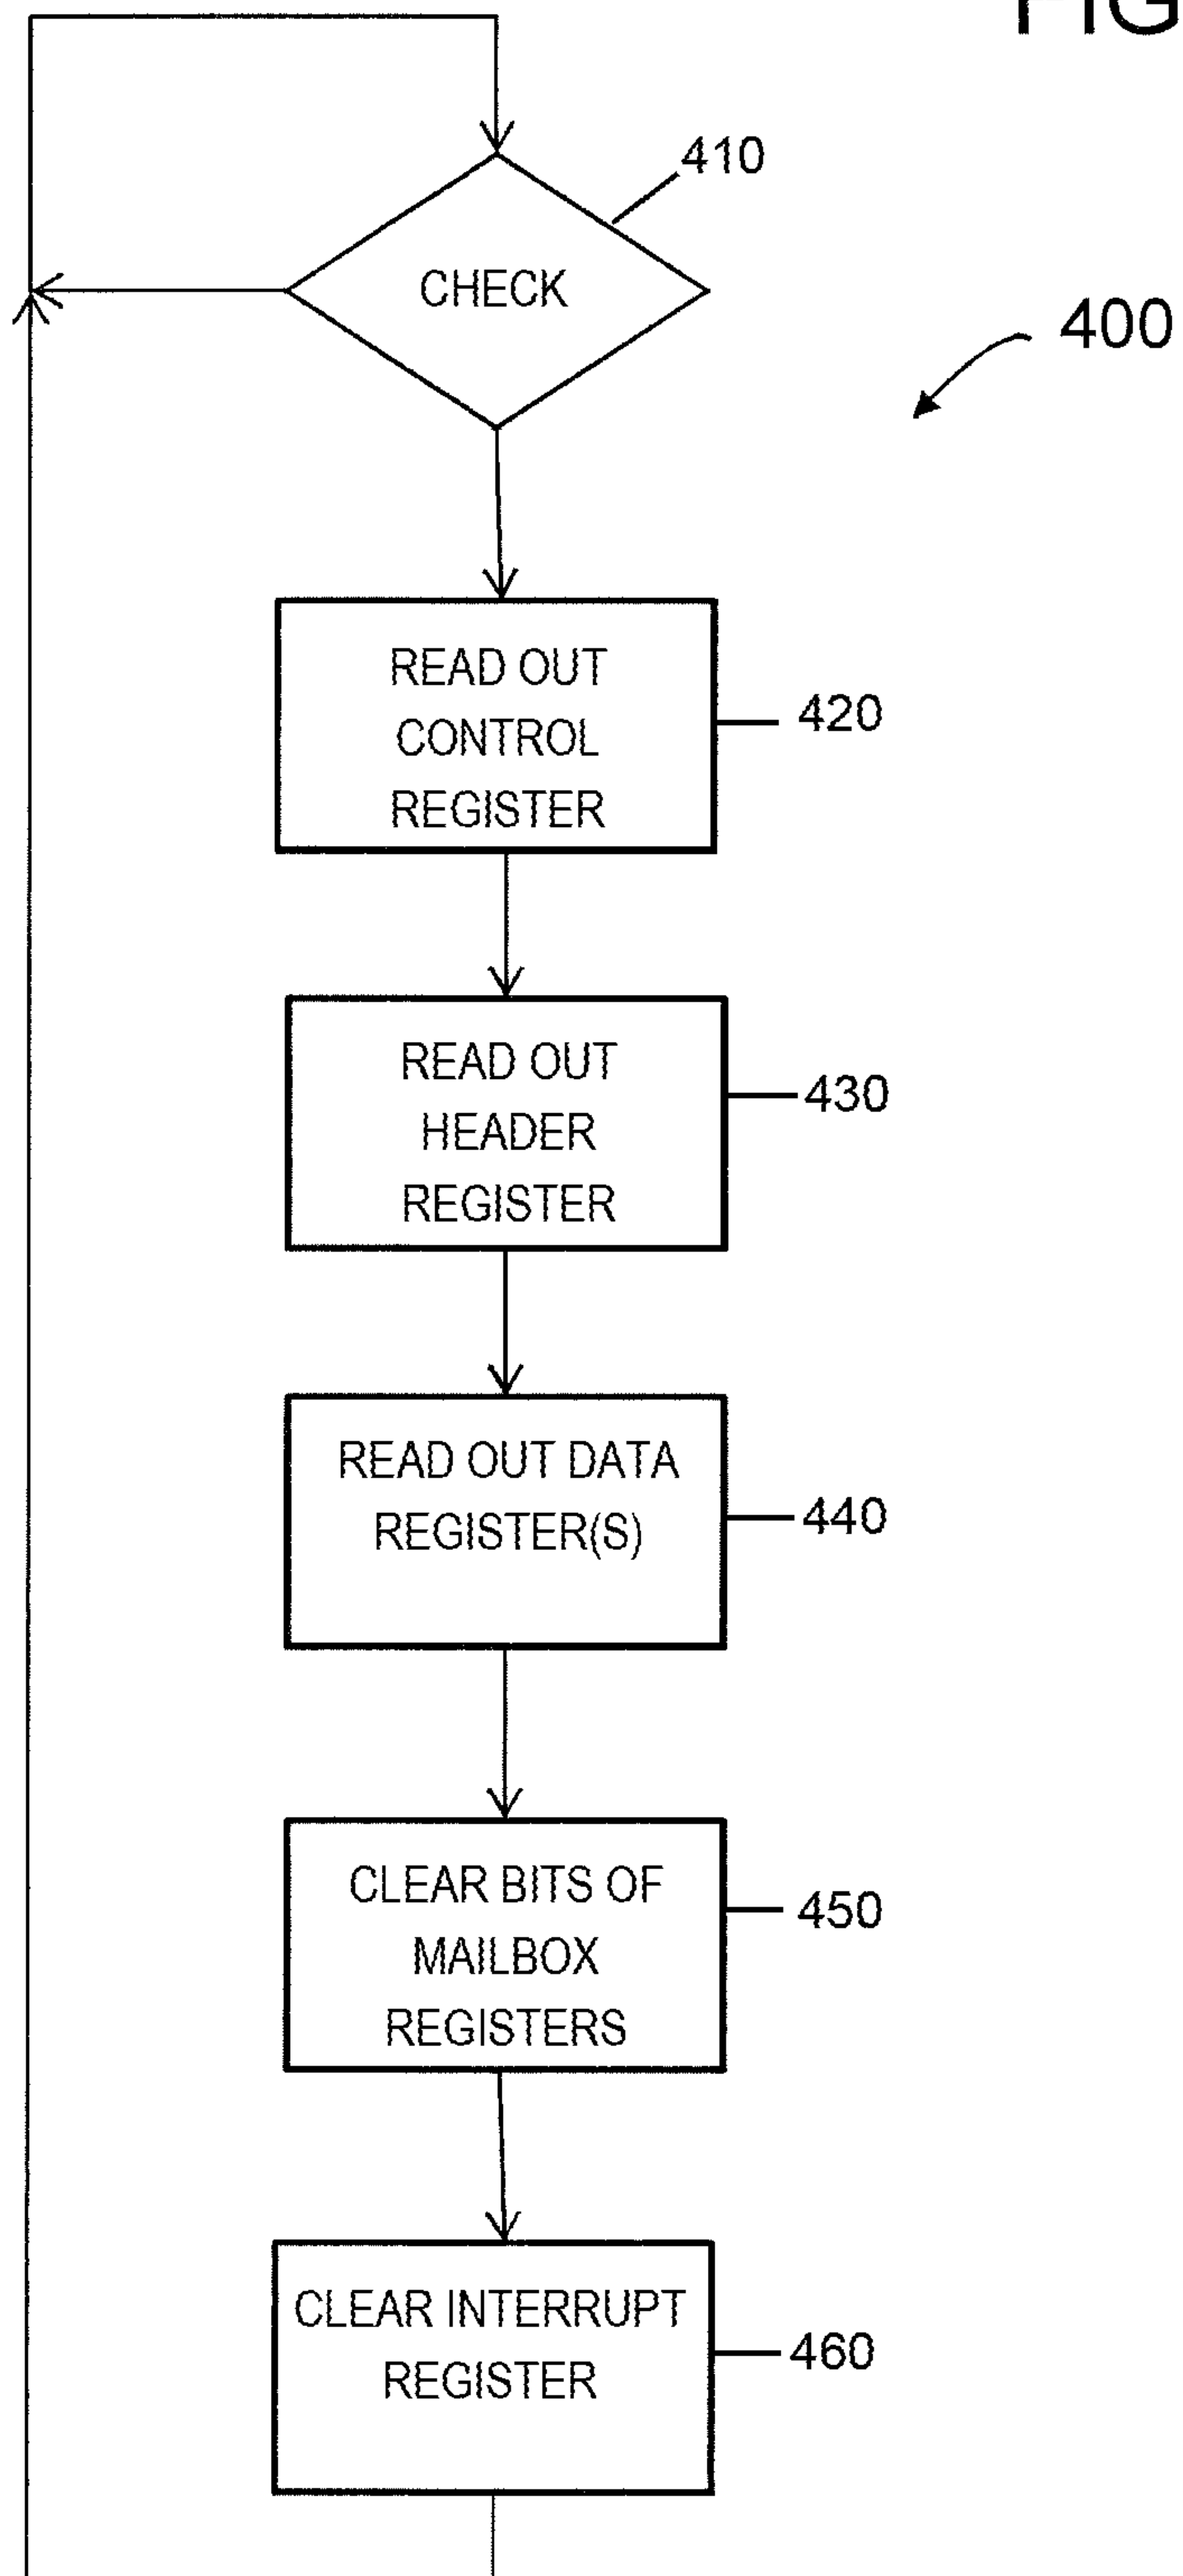 FIG
410
CHECK
400
READ OUT
CONTROL
REGISTER
420
READ OUT
HEADER
REGISTER
430
READ OUT DATA
REGISTER(S)
440
CLEAR BITS OF
MAILBOX
REGISTERS
450
CLEAR INTERRUPT
REGISTER
460